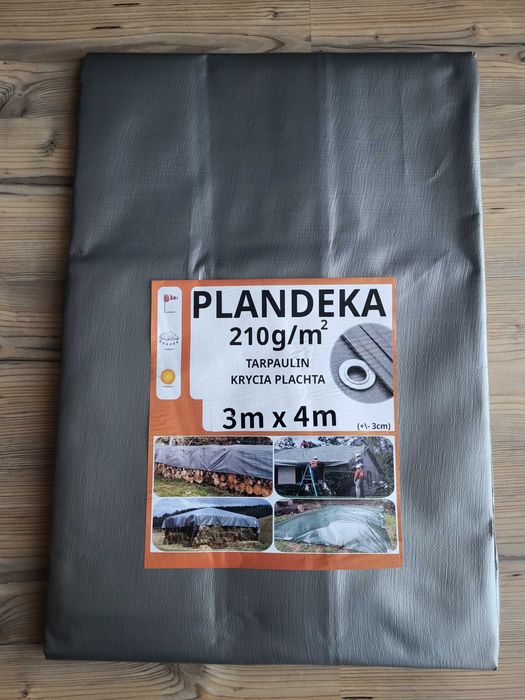 PLANDEKA
210g/m²
TARPAULIN
KRYCIA PLACHTA
3m x 4m
(+\- 3cm)